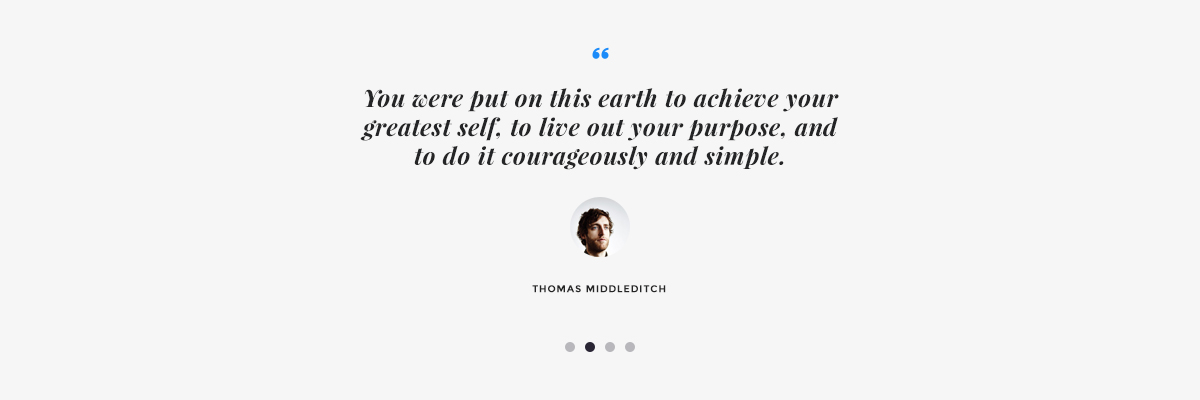 “
You were put on this earth to achieve your
greatest self, to live out your purpose, and
to do it courageously and simple.
THOMAS MIDDLEDITCH